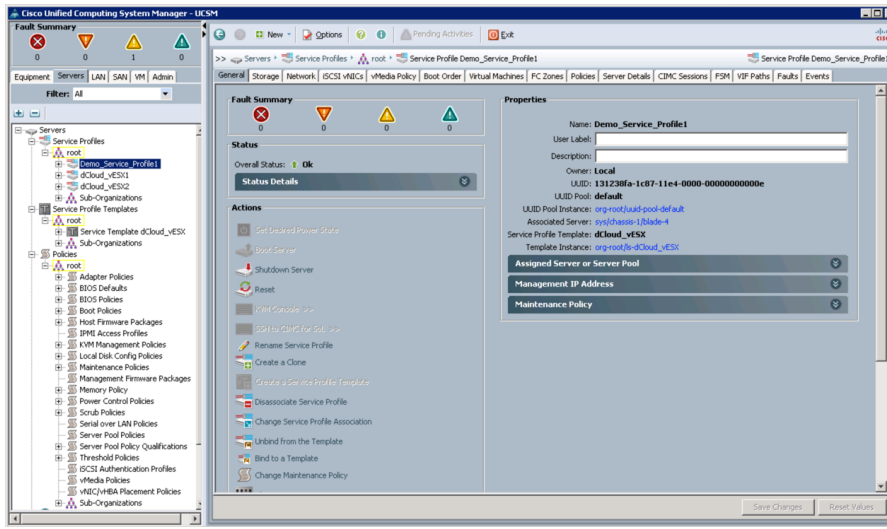 Cisco Unified Computing System Manager - UCSM
Fault Summary
0 0 1 0
New Options Pending Activities Exit
>> Servers Service Profiles root Service Profile Demo_Service_Profile1
Service Profile Demo_Service_Profile1
Equipment Servers LAN SAN VM Admin
Filter: All
Servers
Service Profiles
root
Demo_Service_Profile1
dCloud_vESX1
dCloud_vESX2
Sub-Organizations
Service Profile Templates
root
Service Template dCloud_vESX
Sub-Organizations
Policies
root
Adapter Policies
BIOS Defaults
BIOS Policies
Boot Policies
Host Firmware Packages
IPMI Access Profiles
KVM Management Policies
Local Disk Config Policies
Maintenance Policies
Management Firmware Packages
Memory Policy
Power Control Policies
Scrub Policies
Serial over LAN Policies
Server Pool Policies
Server Pool Policy Qualifications
Threshold Policies
iSCSI Authentication Profiles
vMedia Policies
vNIC/vHBA Placement Policies
Sub-Organizations
General Storage Network iSCSI vNICs vMedia Policy Boot Order Virtual Machines FC Zones Policies Server Details CIMC Sessions FSM VIF Paths Faults Events
Fault Summary
0 0 0 0
Status
Overall Status: Ok
Status Details
Actions
Set Desired Power State
Boot Server
Shutdown Server
Reset
KVM Console >>
SSH to CIMC for SoL >>
Rename Service Profile
Create a Clone
Create a Service Profile Template
Disassociate Service Profile
Change Service Profile Association
Unbind from the Template
Bind to a Template
Change Maintenance Policy
Properties
Name: Demo_Service_Profile1
User Label:
Description:
Owner: Local
UUID: 131238fa-1c87-11e4-0000-00000000000e
UUID Pool: default
UUID Pool Instance: org-root/uuid-pool-default
Associated Server: sys/chassis-1/blade-4
Service Profile Template: dCloud_vESX
Template Instance: org-root/ls-dCloud_vESX
Assigned Server or Server Pool
Management IP Address
Maintenance Policy
Save Changes Reset Values